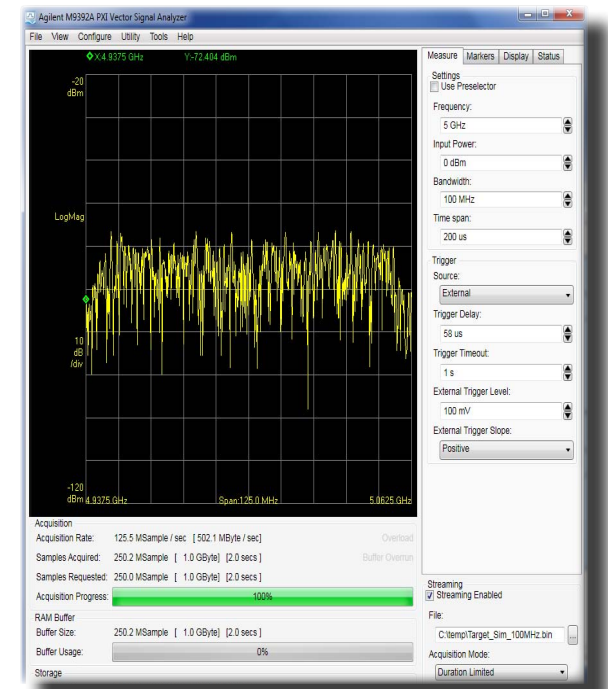 Agilent M9392A PXI Vector Signal Analyzer
File View Configure Utility Tools Help
X:4.9375 GHz Y:-72.404 dBm
-20
dBm
LogMag
10
dB
/div
-120
dBm 4.9375 GHz Span:125.0 MHz 5.0625 GHz
Acquisition
Acquisition Rate: 125.5 MSample / sec [ 502.1 MByte / sec]
Overload
Samples Acquired: 250.2 MSample [ 1.0 GByte] [2.0 secs ]
Buffer Overrun
Samples Requested: 250.0 MSample [ 1.0 GByte] [2.0 secs ]
Acquisition Progress: 100%
RAM Buffer
Buffer Size: 250.2 MSample [ 1.0 GByte] [2.0 secs ]
Buffer Usage: 0%
Storage
Measure Markers Display Status
Settings
Use Preselector
Frequency:
5 GHz
Input Power:
0 dBm
Bandwidth:
100 MHz
Time span:
200 us
Trigger
Source:
External
Trigger Delay:
58 us
Trigger Timeout:
1 s
External Trigger Level:
100 mV
External Trigger Slope:
Positive
Streaming
Streaming Enabled
File:
C:\temp\Target_Sim_100MHz.bin
...
Acquisition Mode:
Duration Limited